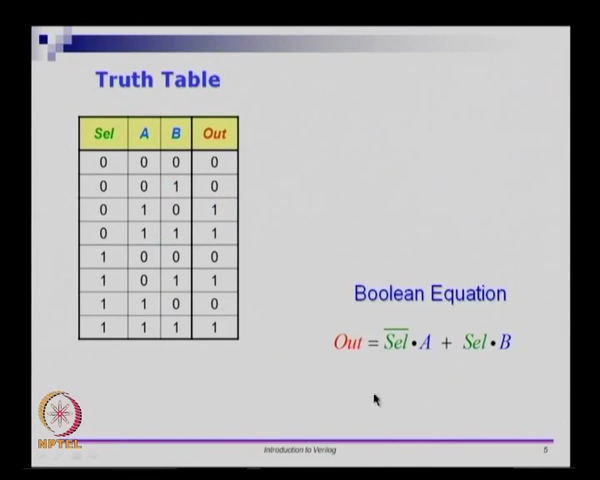 Truth Table
Sel A B Out
0 0 0 0
0 0 1 0
0 1 0 1
0 1 1 1
1 0 0 0
1 0 1 1
1 1 0 0
1 1 1 1
Boolean Equation
Out = S̅e̅l̅ • A + Sel • B
NPTEL
Introduction to Verilog
5